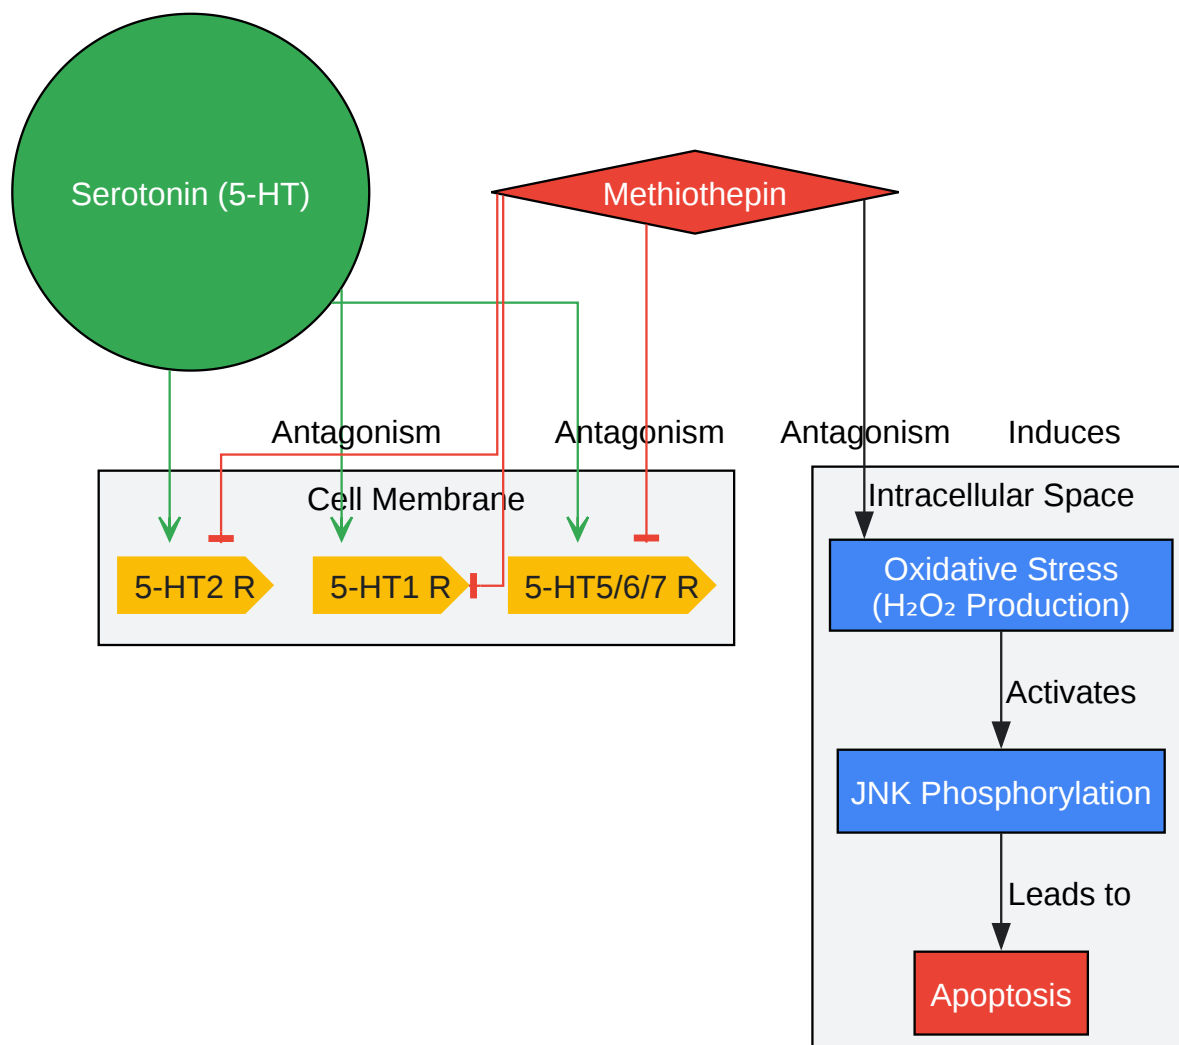 Serotonin (5-HT)
Methiothepin
Antagonism
Antagonism
Antagonism
Induces
Cell Membrane
Intracellular Space
5-HT2 R
5-HT1 R
5-HT5/6/7 R
Oxidative Stress
(H₂O₂ Production)
Activates
JNK Phosphorylation
Leads to
Apoptosis